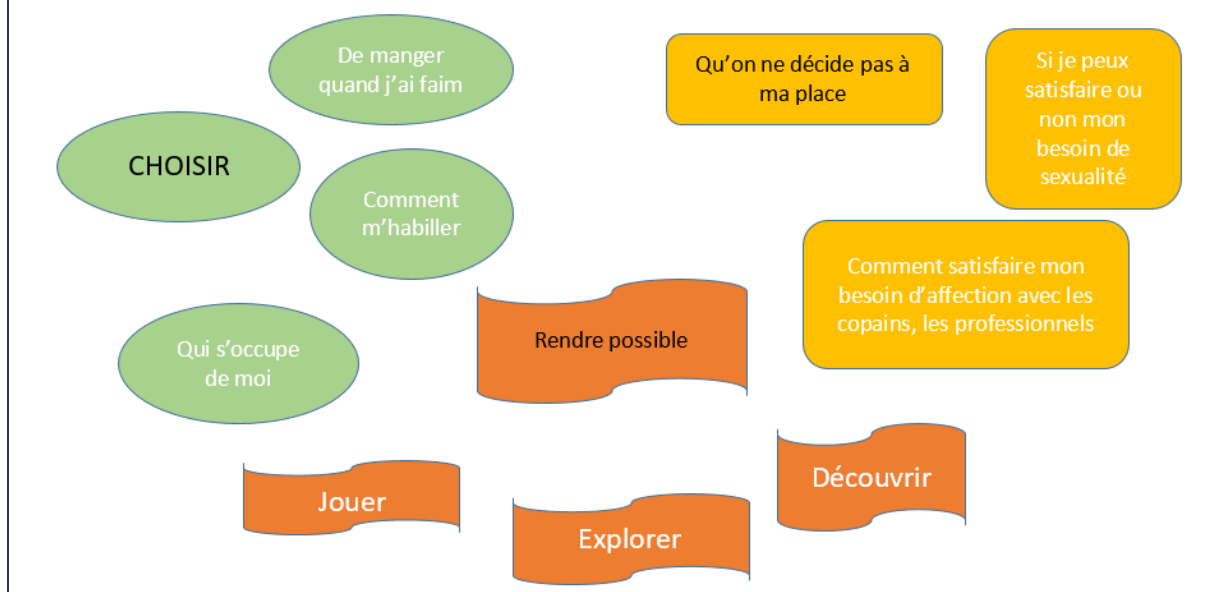 De manger
quand j'ai faim
CHOISIR
Comment
m'habiller
Qui s'occupe
de moi
Qu'on ne décide pas à
ma place
Si je peux
satisfaire ou
non mon
besoin de
sexualité
Comment satisfaire mon
besoin d'affection avec les
copains, les professionnels
Rendre possible
Jouer
Explorer
Découvrir